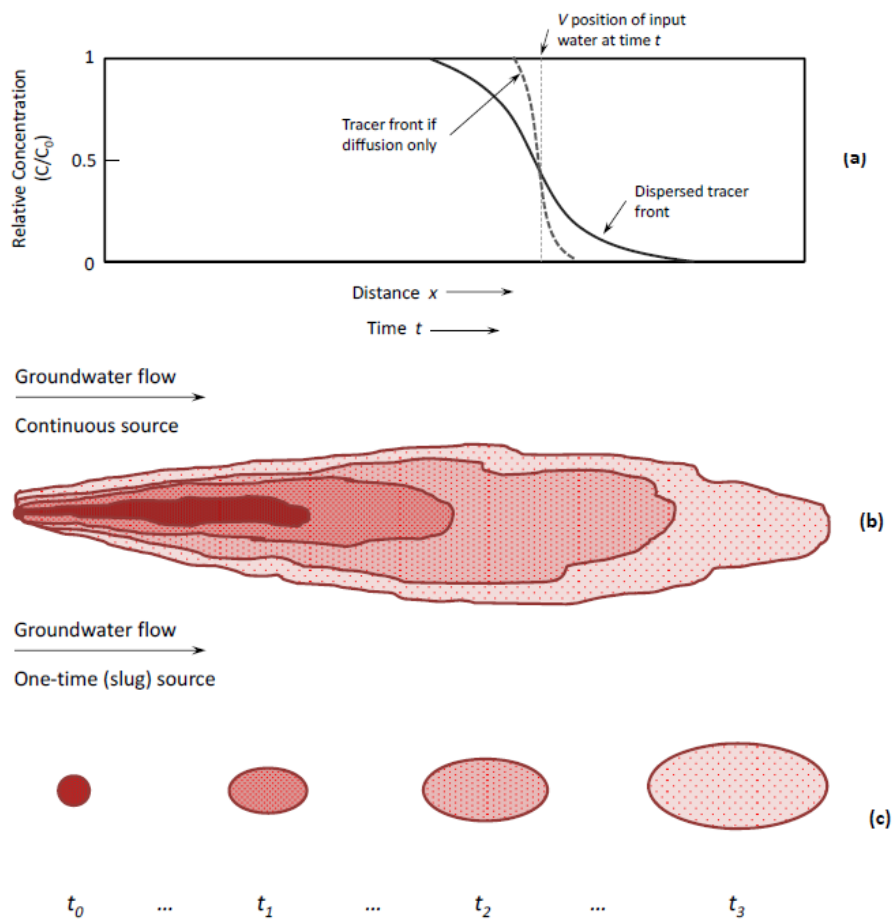 V position of input
water at time t
Relative Concentration
(C/C₀)
1
0.5
0
Tracer front if
diffusion only
Dispersed tracer
front
(a)
Distance x
Time t
Groundwater flow
Continuous source
(b)
Groundwater flow
One-time (slug) source
(c)
t₀ ... t₁ ... t₂ ... t₃